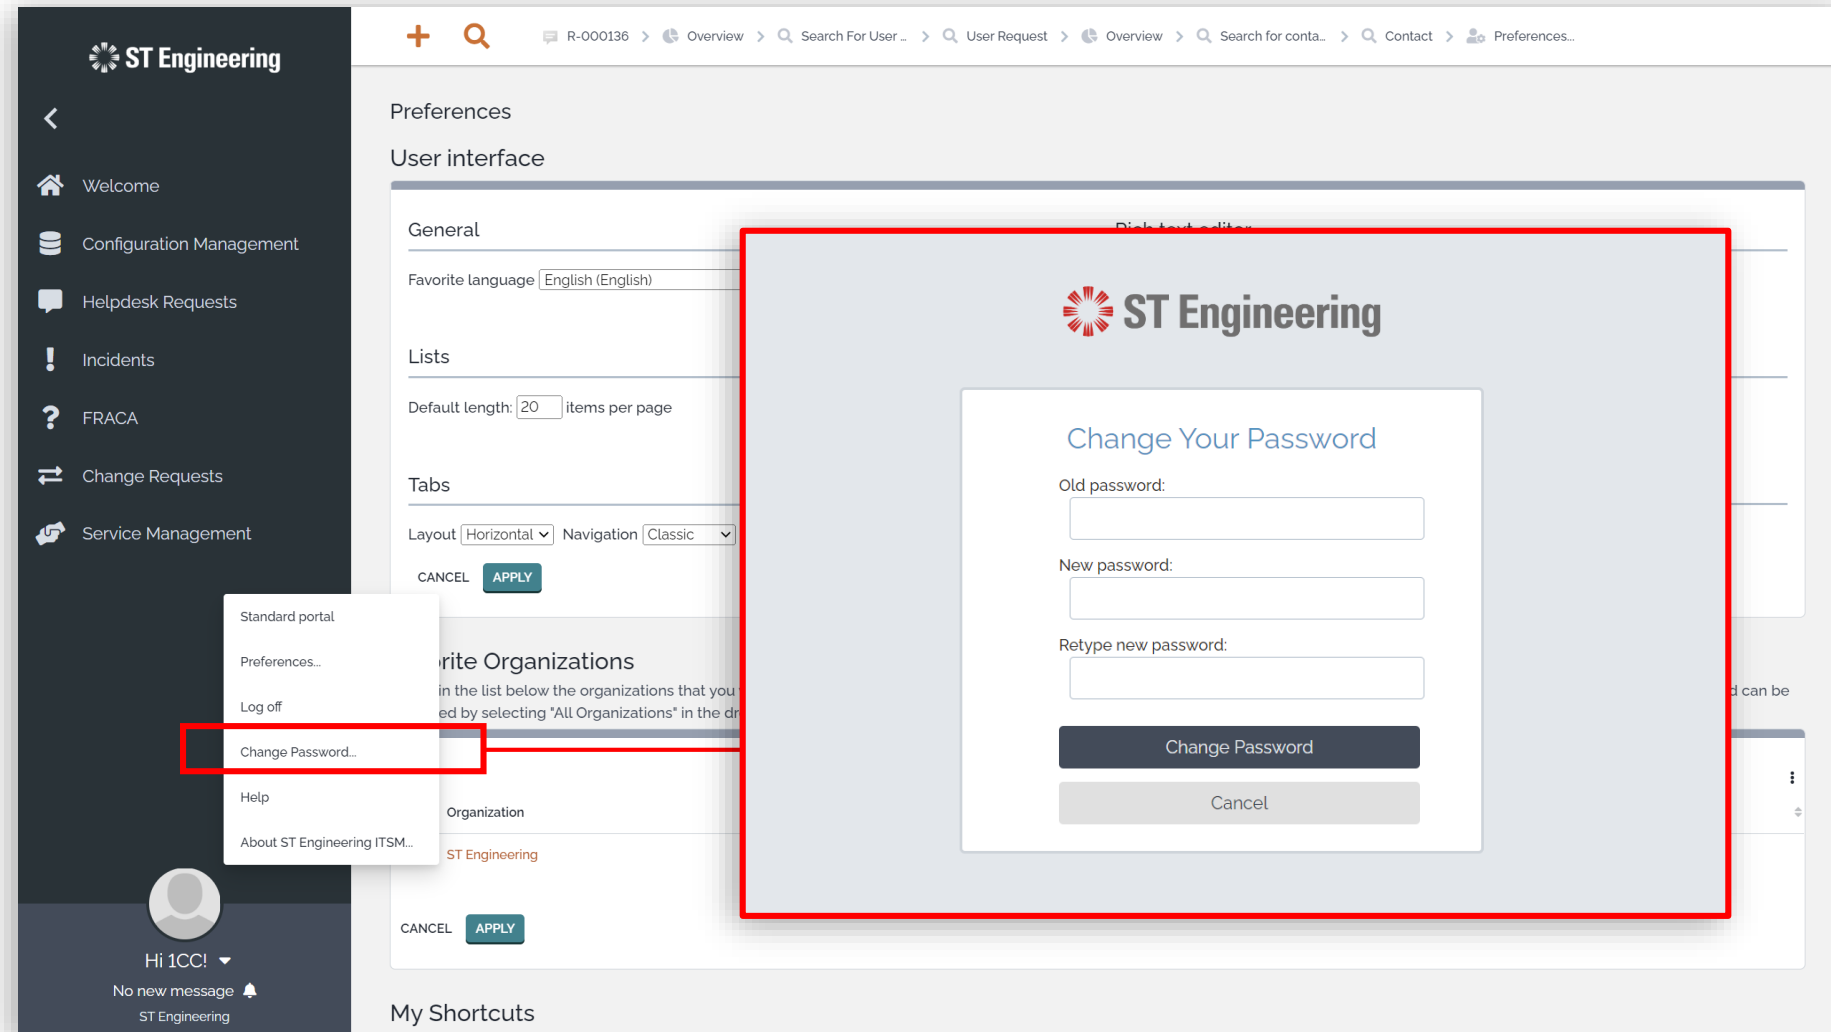 ST Engineering
R-000136 > Overview > Search For User ... > User Request > Overview > Search for conta... > Contact > Preferences...
Welcome
Configuration Management
Helpdesk Requests
Incidents
FRACA
Change Requests
Service Management
Standard portal
Preferences...
Log off
Change Password...
Help
About ST Engineering ITSM...
Hi 1CC!
No new message
ST Engineering
Preferences
User interface
General
Favorite language English (English)
Lists
Default length: 20 items per page
Tabs
Layout Horizontal Navigation Classic
CANCEL APPLY
rite Organizations
in the list below the organizations that you
d can be
ed by selecting "All Organizations" in the dr
Organization
ST Engineering
CANCEL APPLY
My Shortcuts
Rich text editor
ST Engineering
Change Your Password
Old password:
New password:
Retype new password:
Change Password
Cancel